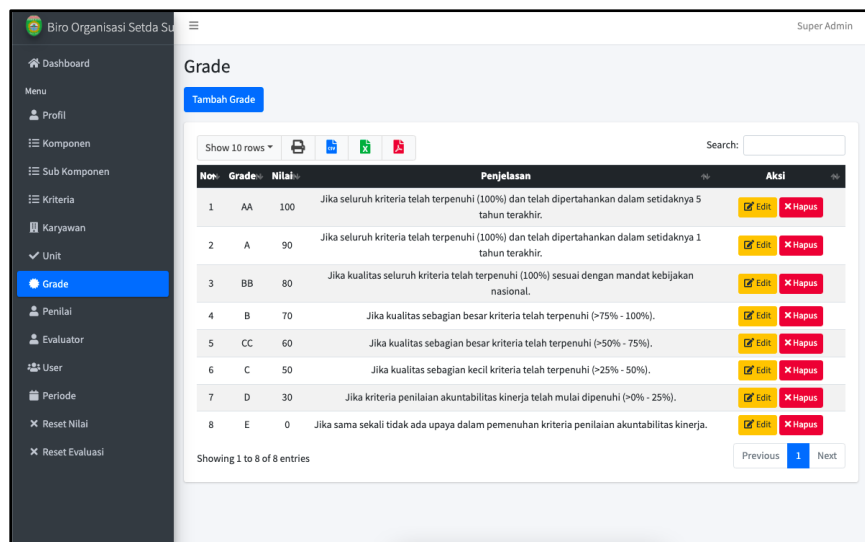 Biro Organisasi Setda Su
Super Admin
Dashboard
Menu
Profil
Komponen
Sub Komponen
Kriteria
Karyawan
Unit
Grade
Penilai
Evaluator
User
Periode
Reset Nilai
Reset Evaluasi
Grade
Tambah Grade
Show 10 rows
CSV
Search:
No Grade Nilai Penjelasan Aksi
1 AA 100 Jika seluruh kriteria telah terpenuhi (100%) dan telah dipertahankan dalam setidaknya 5 Edit Hapus
tahun terakhir.
2 A 90 Jika seluruh kriteria telah terpenuhi (100%) dan telah dipertahankan dalam setidaknya 1 Edit Hapus
tahun terakhir.
3 BB 80 Jika kualitas seluruh kriteria telah terpenuhi (100%) sesuai dengan mandat kebijakan Edit Hapus
nasional.
4 B 70 Jika kualitas sebagian besar kriteria telah terpenuhi (>75% - 100%). Edit Hapus
5 CC 60 Jika kualitas sebagian besar kriteria telah terpenuhi (>50% - 75%). Edit Hapus
6 C 50 Jika kualitas sebagian kecil kriteria telah terpenuhi (>25% - 50%). Edit Hapus
7 D 30 Jika kriteria penilaian akuntabilitas kinerja telah mulai dipenuhi (>0% - 25%). Edit Hapus
8 E 0 Jika sama sekali tidak ada upaya dalam pemenuhan kriteria penilaian akuntabilitas kinerja. Edit Hapus
Showing 1 to 8 of 8 entries
Previous 1 Next